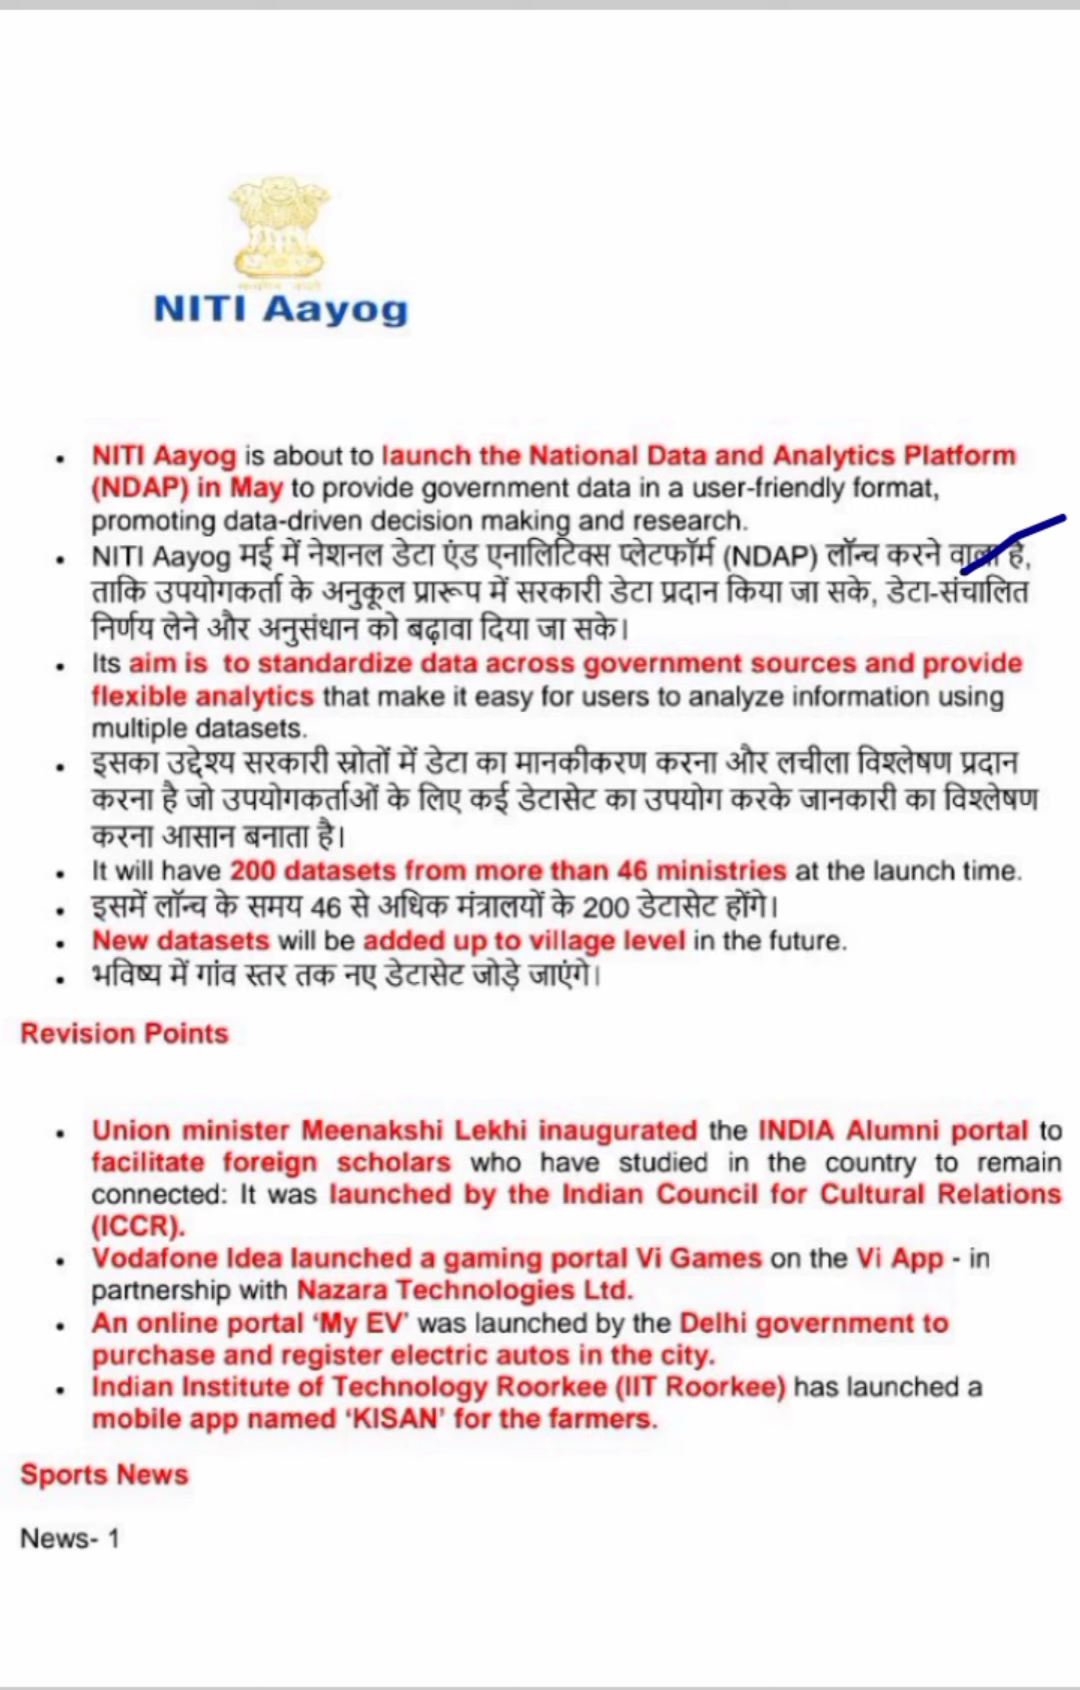 NITI Aayog
• NITI Aayog is about to launch the National Data and Analytics Platform
(NDAP) in May to provide government data in a user-friendly format,
promoting data-driven decision making and research.
• NITI Aayog मई में नेशनल डेटा एंड एनालिटिक्स प्लेटफॉर्म (NDAP) लॉन्च करने वाला है,
ताकि उपयोगकर्ता के अनुकूल प्रारूप में सरकारी डेटा प्रदान किया जा सके, डेटा-संचालित
निर्णय लेने और अनुसंधान को बढ़ावा दिया जा सके।
• Its aim is to standardize data across government sources and provide
flexible analytics that make it easy for users to analyze information using
multiple datasets.
• इसका उद्देश्य सरकारी स्रोतों में डेटा का मानकीकरण करना और लचीला विश्लेषण प्रदान
करना है जो उपयोगकर्ताओं के लिए कई डेटासेट का उपयोग करके जानकारी का विश्लेषण
करना आसान बनाता है।
• It will have 200 datasets from more than 46 ministries at the launch time.
• इसमें लॉन्च के समय 46 से अधिक मंत्रालयों के 200 डेटासेट होंगे।
• New datasets will be added up to village level in the future.
• भविष्य में गांव स्तर तक नए डेटासेट जोड़े जाएंगे।
Revision Points
• Union minister Meenakshi Lekhi inaugurated the INDIA Alumni portal to
facilitate foreign scholars who have studied in the country to remain
connected: It was launched by the Indian Council for Cultural Relations
(ICCR).
• Vodafone Idea launched a gaming portal Vi Games on the Vi App - in
partnership with Nazara Technologies Ltd.
• An online portal ‘My EV’ was launched by the Delhi government to
purchase and register electric autos in the city.
• Indian Institute of Technology Roorkee (IIT Roorkee) has launched a
mobile app named ‘KISAN’ for the farmers.
Sports News
News- 1